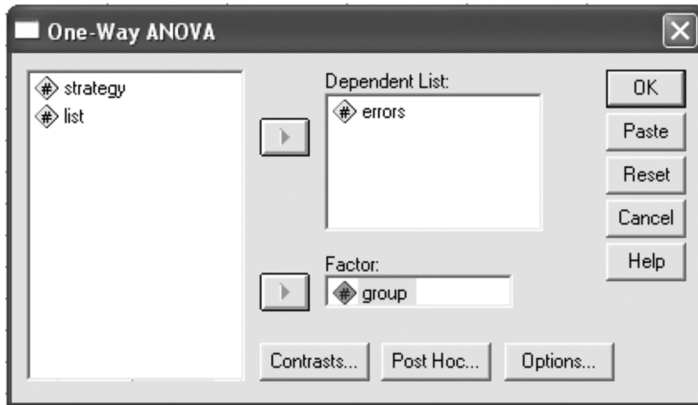 One-Way ANOVA
strategy
list
Dependent List:
errors
Factor:
group
OK
Paste
Reset
Cancel
Help
Contrasts...
Post Hoc...
Options...